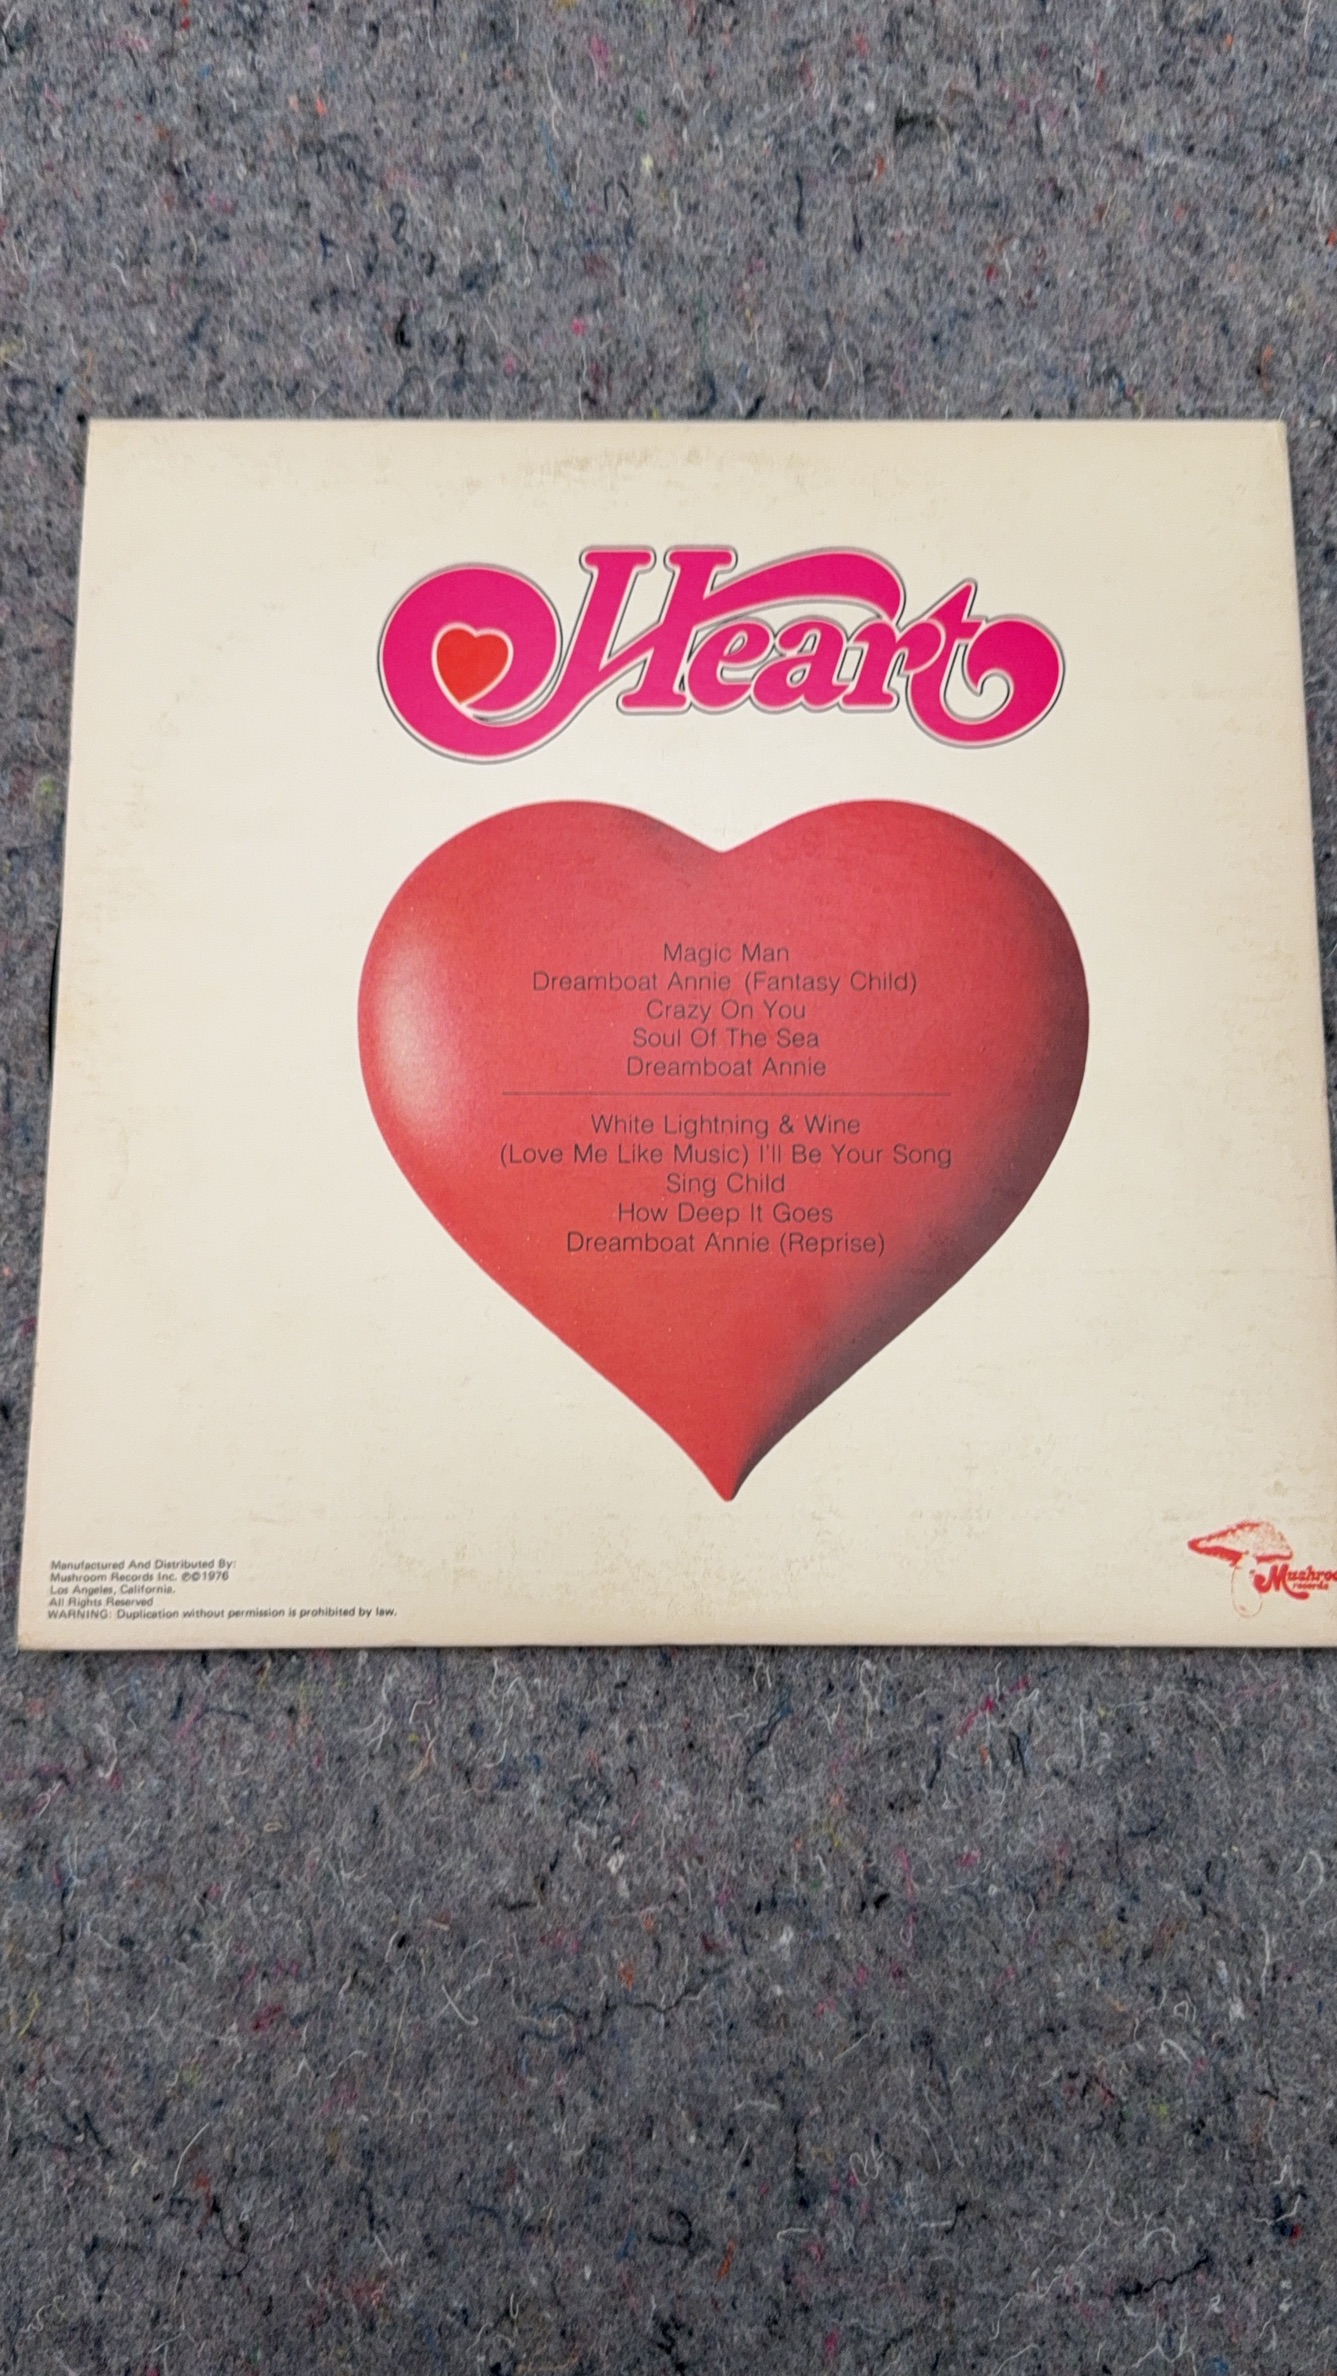 Heart
Magic Man
Dreamboat Annie (Fantasy Child)
Crazy On You
Soul Of The Sea
Dreamboat Annie
White Lightning & Wine
(Love Me Like Music) I'll Be Your Song
Sing Child
How Deep It Goes
Dreamboat Annie (Reprise)
Manufactured And Distributed By:
Mushroom Records Inc. ℗©1976
Los Angeles, California.
All Rights Reserved
WARNING: Duplication without permission is prohibited by law.
Mushroo
records